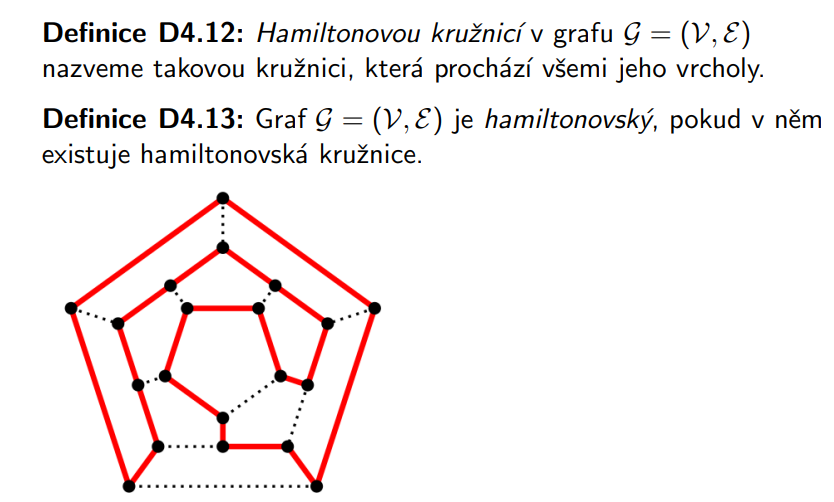 Definice D4.12: Hamiltonovou kružnicí v grafu 𝒢 = (𝒱, ℰ)
nazveme takovou kružnici, která prochází všemi jeho vrcholy.
Definice D4.13: Graf 𝒢 = (𝒱, ℰ) je hamiltonovský, pokud v něm
existuje hamiltonovská kružnice.